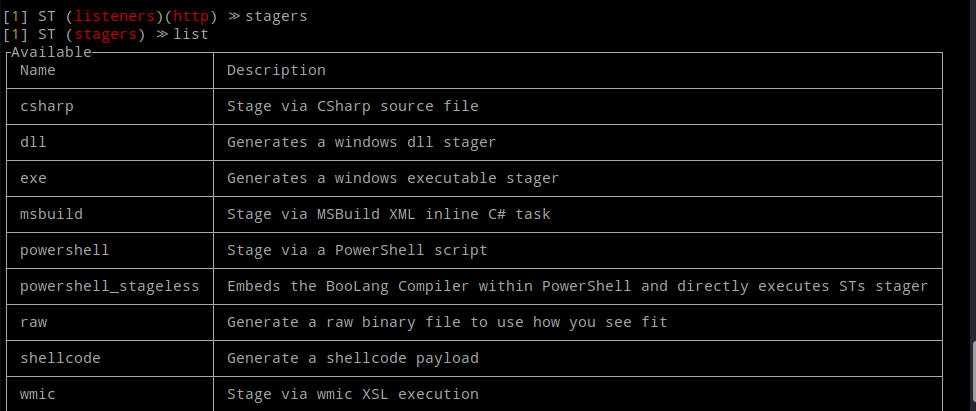 [1] ST (listeners)(http) ≫ stagers
[1] ST (stagers) ≫ list
Available
Name Description
csharp Stage via CSharp source file
dll Generates a windows dll stager
exe Generates a windows executable stager
msbuild Stage via MSBuild XML inline C# task
powershell Stage via a PowerShell script
powershell_stageless Embeds the BooLang Compiler within PowerShell and directly executes STs stager
raw Generate a raw binary file to use how you see fit
shellcode Generate a shellcode payload
wmic Stage via wmic XSL execution